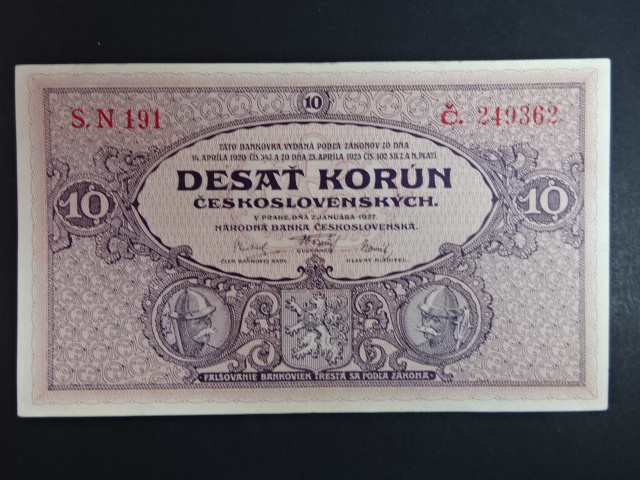 10
S. N 191
Č. 249362
TÁTO BANKOVKA VYDANÁ PODĽA ZÁKONOV ZO DŇA
14. APRÍLA 1920 ČÍS. 347. A ZO DŇA 23. APRÍLA 1925 ČÍS. 102 SB. Z. A N. PLATÍ
DESAŤ KORÚN
ČESKOSLOVENSKÝCH.
V PRAHE, DŇA 2. JANUÁRA 1927.
NÁRODNÁ BANKA ČESKOSLOVENSKÁ.
GUVERNÉR
ČLEN BANKOVEJ RADY HLAVNÝ RIADITEĽ.
10
10
FALŠOVANIE BANKOVIEK TRESTÁ SA PODĽA ZÁKONA